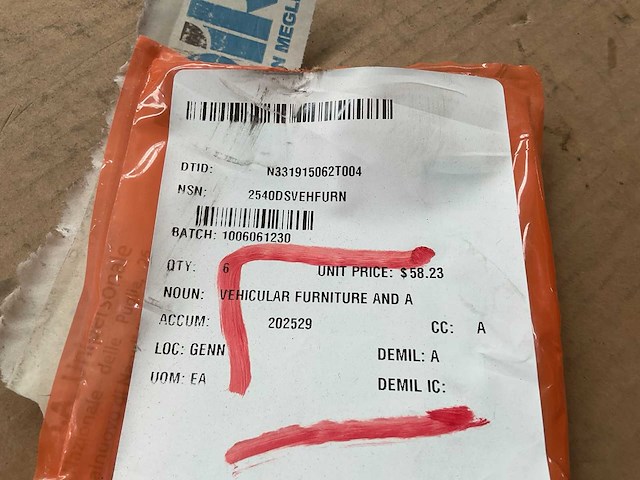 N MEGL
DTID: N331915062T004
NSN: 2540DSVEHFURN
BATCH: 1006061230
QTY: 6 UNIT PRICE: $58.23
NOUN: VEHICULAR FURNITURE AND A
ACCUM: 202529 CC: A
LOC: GENN DEMIL: A
UOM: EA DEMIL IC: